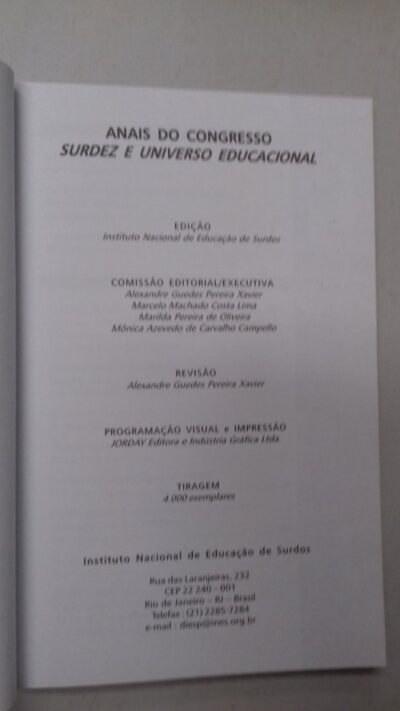 ANAIS DO CONGRESSO
SURDEZ E UNIVERSO EDUCACIONAL
EDIÇÃO
Instituto Nacional de Educação de Surdos
COMISSÃO EDITORIAL/EXECUTIVA
Alexandre Guedes Pereira Xavier
Marcelo Machado Costa Lima
Marilda Pereira de Oliveira
Mônica Azevedo de Carvalho Campello
REVISÃO
Alexandre Guedes Pereira Xavier
PROGRAMAÇÃO VISUAL e IMPRESSÃO
JORDAY Editora e Indústria Gráfica Ltda.
TIRAGEM
4.000 exemplares
Instituto Nacional de Educação de Surdos
Rua das Laranjeiras, 232
CEP 22 240 – 001
Rio de Janeiro – RJ – Brasil
Telefax : (21) 2285-7284
e-mail : diesp@ines.org.br